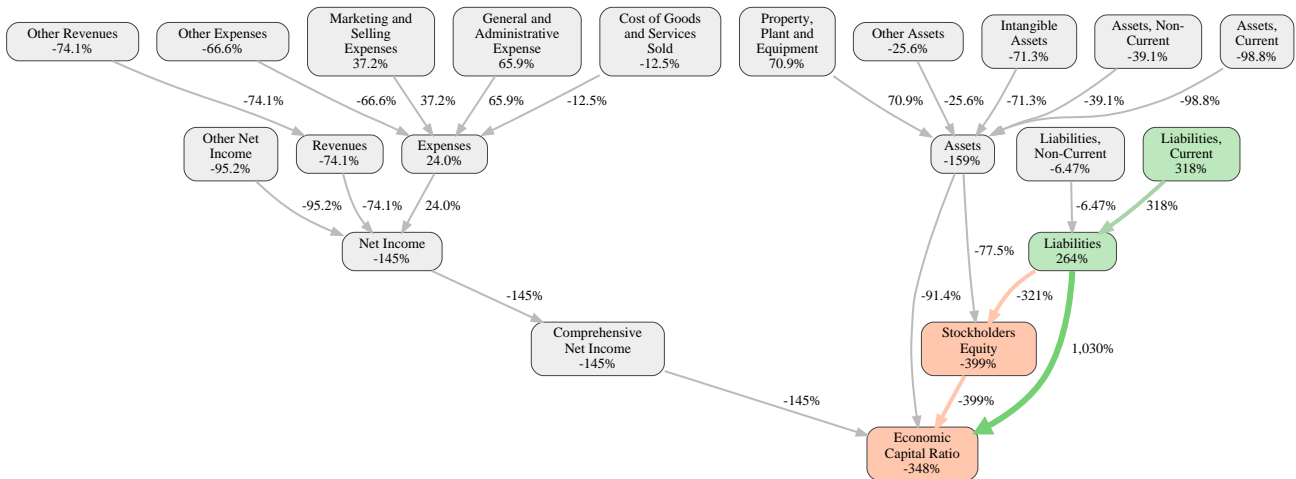 Other Revenues
-74.1%
Other Expenses
-66.6%
Marketing and
Selling
Expenses
37.2%
General and
Administrative
Expense
65.9%
Cost of Goods
and Services
Sold
-12.5%
Property,
Plant and
Equipment
70.9%
Other Assets
-25.6%
Intangible
Assets
-71.3%
Assets, Non-
Current
-39.1%
Assets,
Current
-98.8%
-74.1%
-66.6%
37.2%
65.9%
-12.5%
70.9%
-25.6%
-71.3%
-39.1%
-98.8%
Other Net
Income
-95.2%
Revenues
-74.1%
Expenses
24.0%
Assets
-159%
Liabilities,
Non-Current
-6.47%
Liabilities,
Current
318%
-95.2%
-74.1%
24.0%
-6.47%
318%
Net Income
-145%
Liabilities
264%
-77.5%
-145%
-91.4%
-321%
Comprehensive
Net Income
-145%
Stockholders
Equity
-399%
1,030%
-145%
-399%
Economic
Capital Ratio
-348%